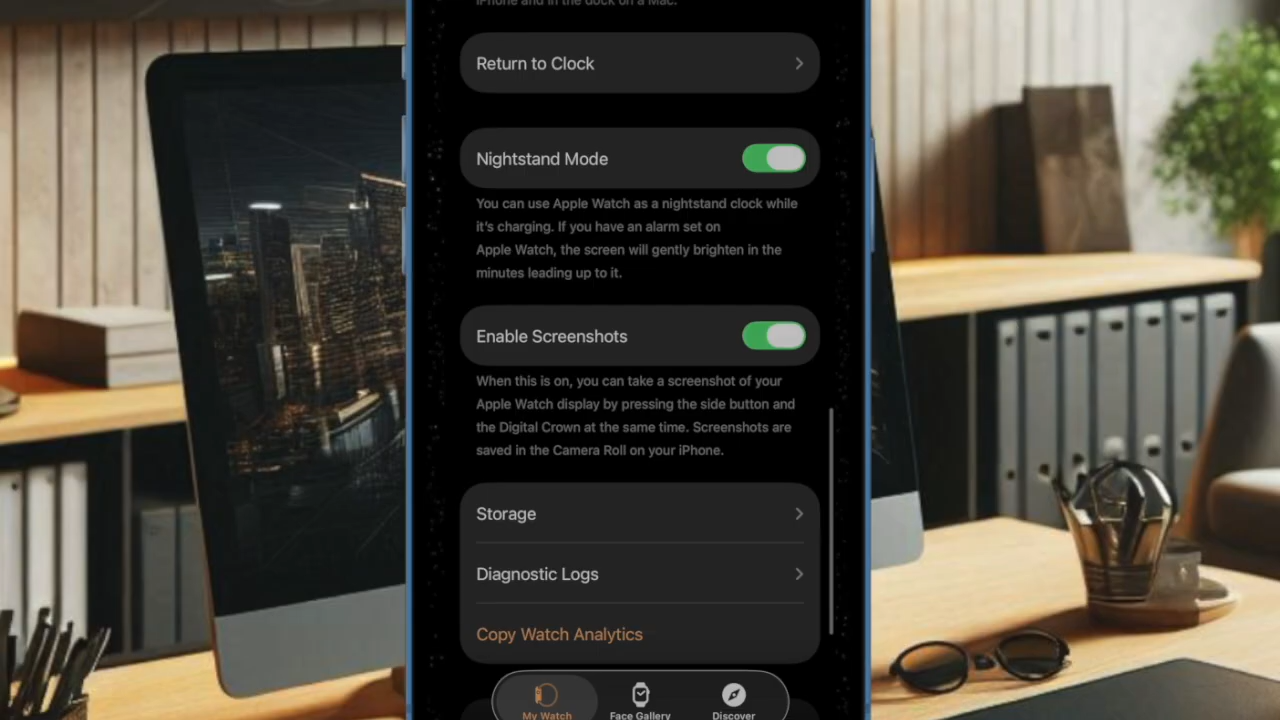 iPhone and in the dock on a Mac.
Return to Clock
Nightstand Mode
You can use Apple Watch as a nightstand clock while
it's charging. If you have an alarm set on
Apple Watch, the screen will gently brighten in the
minutes leading up to it.
Enable Screenshots
When this is on, you can take a screenshot of your
Apple Watch display by pressing the side button and
the Digital Crown at the same time. Screenshots are
saved in the Camera Roll on your iPhone.
Storage
Diagnostic Logs
Copy Watch Analytics
My Watch
Face Gallery
Discover